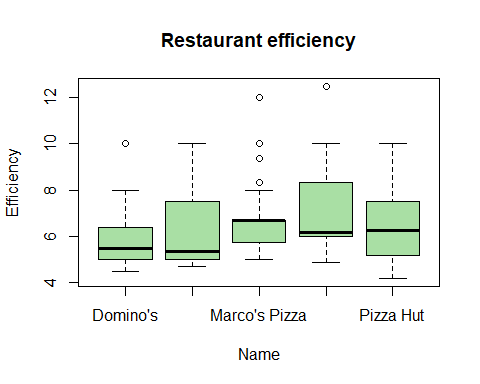 Restaurant efficiency
Efficiency
12
10
8
6
4
Domino's Marco's Pizza Pizza Hut
Name